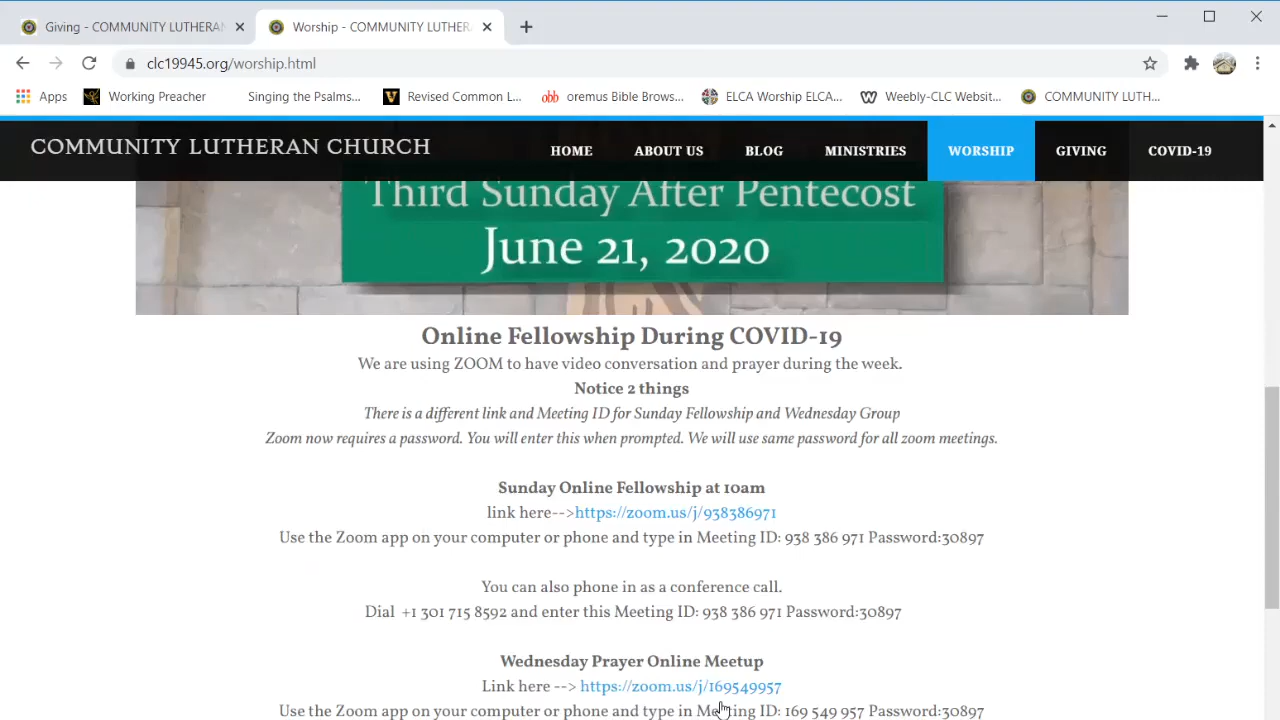 Giving - COMMUNITY LUTHERA
Worship - COMMUNITY LUTHER
clc19945.org/worship.html
Apps Working Preacher Singing the Psalms... Revised Common L... oremus Bible Brows... ELCA Worship ELCA... Weebly-CLC Websit... COMMUNITY LUTH...
COMMUNITY LUTHERAN CHURCH HOME ABOUT US BLOG MINISTRIES WORSHIP GIVING COVID-19
Third Sunday After Pentecost
June 21, 2020
Online Fellowship During COVID-19
We are using ZOOM to have video conversation and prayer during the week.
Notice 2 things
There is a different link and Meeting ID for Sunday Fellowship and Wednesday Group
Zoom now requires a password. You will enter this when prompted. We will use same password for all zoom meetings.
Sunday Online Fellowship at 10am
link here-->https://zoom.us/j/938386971
Use the Zoom app on your computer or phone and type in Meeting ID: 938 386 971 Password:30897
You can also phone in as a conference call.
Dial +1 301 715 8592 and enter this Meeting ID: 938 386 971 Password:30897
Wednesday Prayer Online Meetup
Link here --> https://zoom.us/j/169549957
Use the Zoom app on your computer or phone and type in Meeting ID: 169 549 957 Password:30897